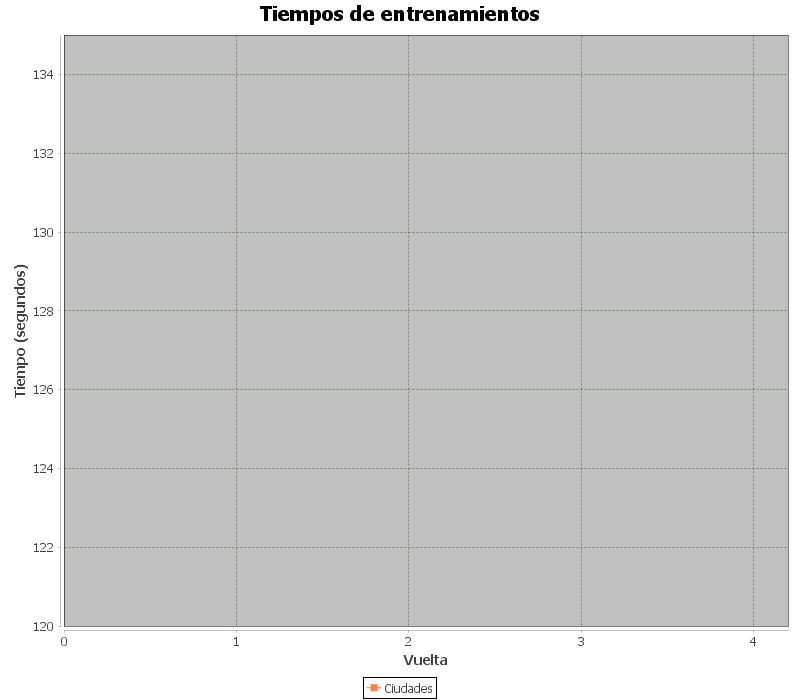 Tiempos de entrenamientos
Tiempo (segundos)
134
132
130
128
126
124
122
120
0 1 2 3 4
Vuelta
Ciudades